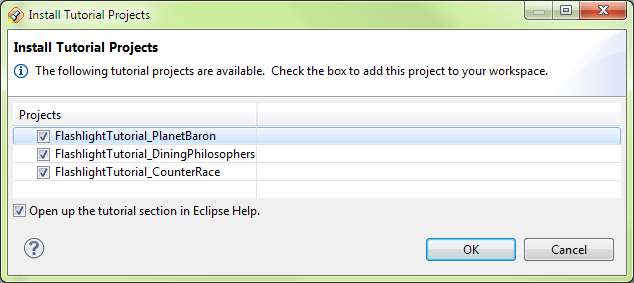 Install Tutorial Projects
Install Tutorial Projects
The following tutorial projects are available.  Check the box to add this project to your workspace.
Projects
FlashlightTutorial_PlanetBaron
FlashlightTutorial_DiningPhilosophers
FlashlightTutorial_CounterRace
Open up the tutorial section in Eclipse Help.
? OK Cancel